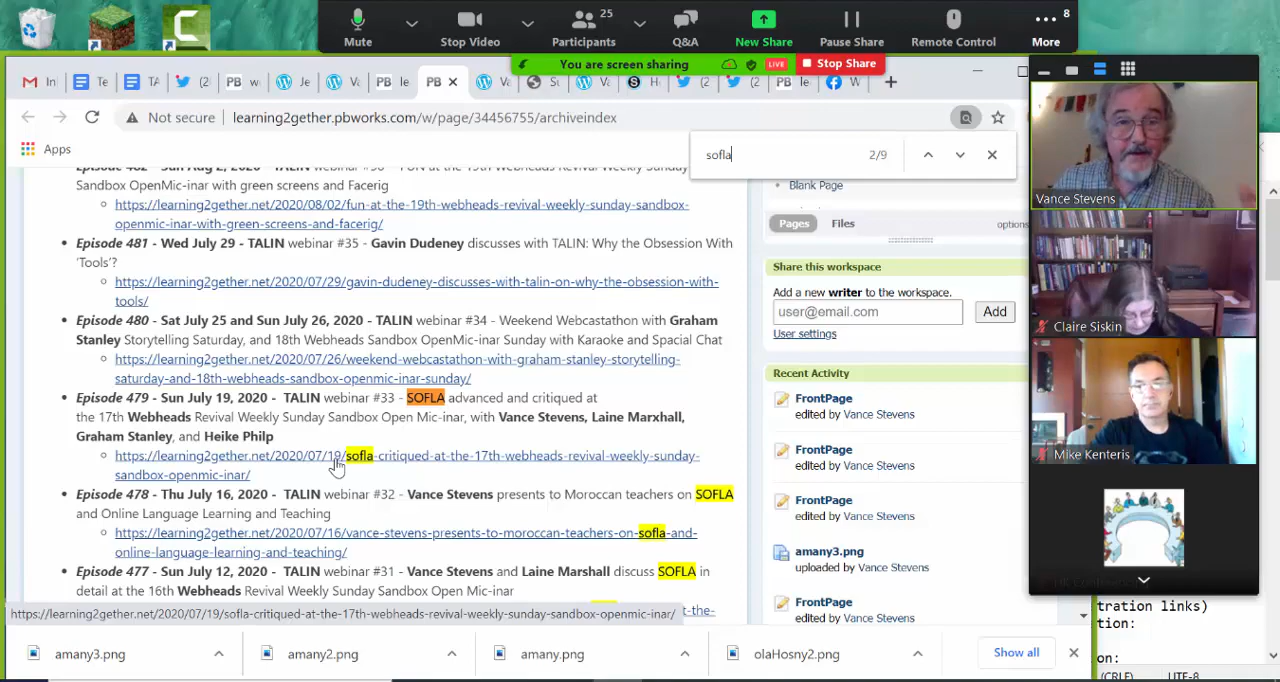 25
8
Mute
Stop Video
Participants
Q&A
New Share
Pause Share
Remote Control
More
You are screen sharing
LIVE
Stop Share
Not secure
learning2gether.pbworks.com/w/page/34456755/archiveindex
Apps
sofla
2/9
Sandbox OpenMic-inar with green screens and Facerig
https://learning2gether.net/2020/08/02/fun-at-the-19th-webheads-revival-weekly-sunday-sandbox-
openmic-inar-with-green-screens-and-facerig/
Episode 481 - Wed July 29 - TALIN webinar #35 - Gavin Dudeney discusses with TALIN: Why the Obsession With
'Tools'?
https://learning2gether.net/2020/07/29/gavin-dudeney-discusses-with-talin-on-why-the-obsession-with-
tools/
Episode 480 - Sat July 25 and Sun July 26, 2020 - TALIN webinar #34 - Weekend Webcastathon with Graham
Stanley Storytelling Saturday, and 18th Webheads Sandbox OpenMic-inar Sunday with Karaoke and Spacial Chat
https://learning2gether.net/2020/07/26/weekend-webcastathon-with-graham-stanley-storytelling-
saturday-and-18th-webheads-sandbox-openmic-inar-sunday/
Episode 479 - Sun July 19, 2020 - TALIN webinar #33 - SOFLA advanced and critiqued at
the 17th Webheads Revival Weekly Sunday Sandbox Open Mic-inar, with Vance Stevens, Laine Marxhall,
Graham Stanley, and Heike Philp
https://learning2gether.net/2020/07/19/sofla-critiqued-at-the-17th-webheads-revival-weekly-sunday-
sandbox-openmic-inar/
Episode 478 - Thu July 16, 2020 - TALIN webinar #32 - Vance Stevens presents to Moroccan teachers on SOFLA
and Online Language Learning and Teaching
https://learning2gether.net/2020/07/16/vance-stevens-presents-to-moroccan-teachers-on-sofla-and-
online-language-learning-and-teaching/
Episode 477 - Sun July 12, 2020 - TALIN webinar #31 - Vance Stevens and Laine Marshall discuss SOFLA in
detail at the 16th Webheads Revival Weekly Sunday Sandbox Open Mic-inar
https://learning2gether.net/2020/07/19/sofla-critiqued-at-the-17th-webheads-revival-weekly-sunday-sandbox-openmic-inar/
Blank Page
Pages
Files
options
Share this workspace
Add a new writer to the workspace.
user@email.com
Add
User settings
Recent Activity
FrontPage
edited by Vance Stevens
FrontPage
edited by Vance Stevens
FrontPage
edited by Vance Stevens
amany3.png
uploaded by Vance Stevens
FrontPage
edited by Vance Stevens
Vance Stevens
Claire Siskin
Mike Kenteris
tration links)
tion:
on:
(CRLF)
UTF-8
amany3.png
amany2.png
amany.png
olaHosny2.png
Show all